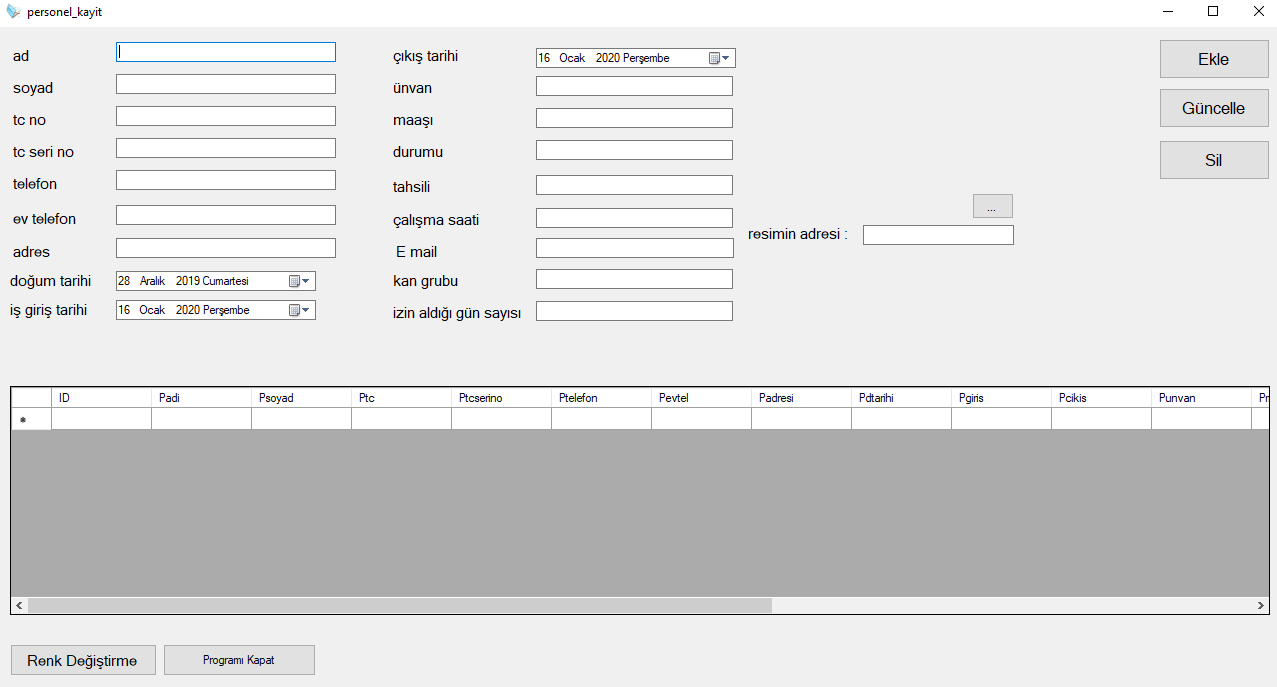 personel_kayit
ad
soyad
tc no
tc seri no
telefon
ev telefon
adres
doğum tarihi 28 Aralık 2019 Cumartesi
iş giriş tarihi 16 Ocak 2020 Perşembe
çıkış tarihi 16 Ocak 2020 Perşembe
ünvan
maaşı
durumu
tahsili
çalışma saati
E mail
kan grubu
izin aldığı gün sayısı
...
resimin adresi :
Ekle
Güncelle
Sil
ID Padi Psoyad Ptc Ptcserino Ptelefon Pevtel Padresi Pdtarihi Pgiris Pcikis Punvan
Renk Değiştirme Programı Kapat